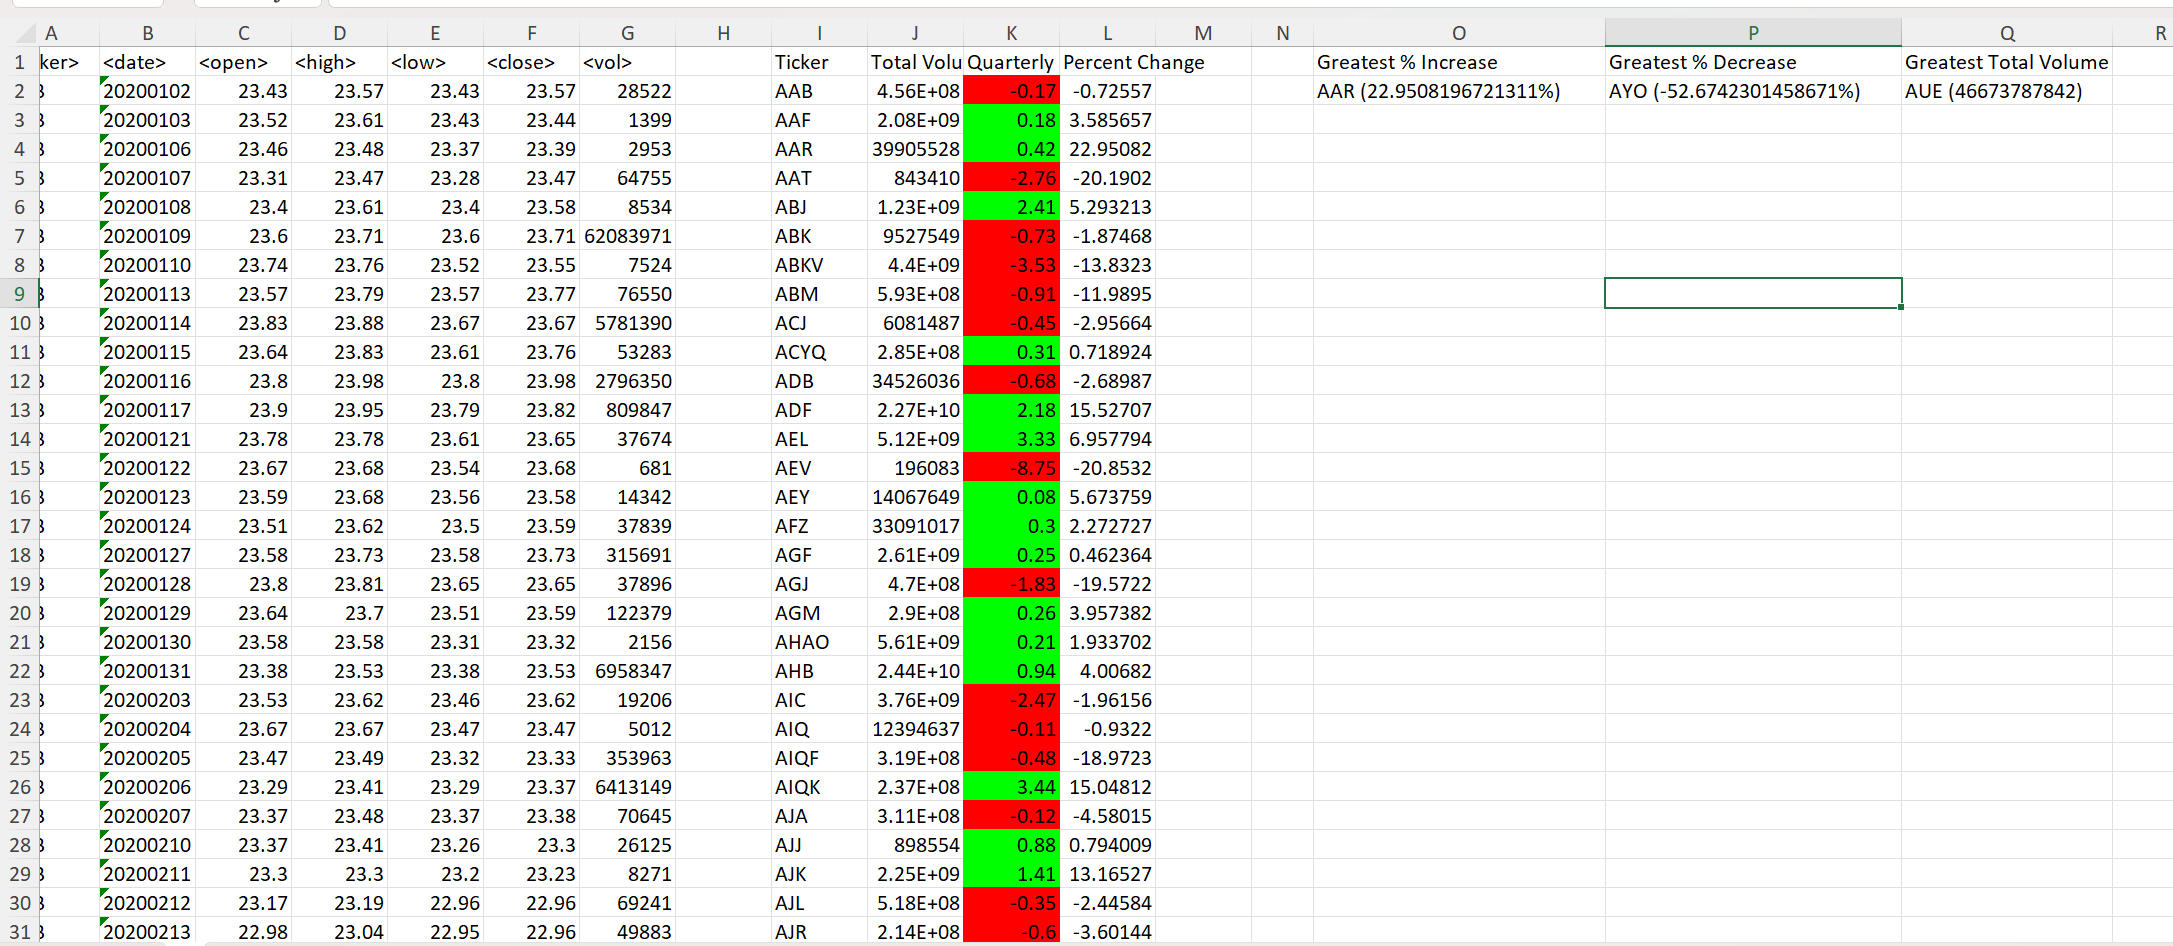 A B C D E F G H I J K L M N O P Q R
1 ker> <date> <open> <high> <low> <close> <vol> Ticker Total Volu Quarterly Percent Change Greatest % Increase Greatest % Decrease Greatest Total Volume
2 20200102 23.43 23.57 23.43 23.57 28522 AAB 4.56E+08 -0.17 -0.72557 AAR (22.9508196721311%) AYO (-52.6742301458671%) AUE (46673787842)
3 20200103 23.52 23.61 23.43 23.44 1399 AAF 2.08E+09 0.18 3.585657
4 20200106 23.46 23.48 23.37 23.39 2953 AAR 39905528 0.42 22.95082
5 20200107 23.31 23.47 23.28 23.47 64755 AAT 843410 -2.76 -20.1902
6 20200108 23.4 23.61 23.4 23.58 8534 ABJ 1.23E+09 2.41 5.293213
7 20200109 23.6 23.71 23.6 23.71 62083971 ABK 9527549 -0.73 -1.87468
8 20200110 23.74 23.76 23.52 23.55 7524 ABKV 4.4E+09 -3.53 -13.8323
9 20200113 23.57 23.79 23.57 23.77 76550 ABM 5.93E+08 -0.91 -11.9895
10 20200114 23.83 23.88 23.67 23.67 5781390 ACJ 6081487 -0.45 -2.95664
11 20200115 23.64 23.83 23.61 23.76 53283 ACYQ 2.85E+08 0.31 0.718924
12 20200116 23.8 23.98 23.8 23.98 2796350 ADB 34526036 -0.68 -2.68987
13 20200117 23.9 23.95 23.79 23.82 809847 ADF 2.27E+10 2.18 15.52707
14 20200121 23.78 23.78 23.61 23.65 37674 AEL 5.12E+09 3.33 6.957794
15 20200122 23.67 23.68 23.54 23.68 681 AEV 196083 -8.75 -20.8532
16 20200123 23.59 23.68 23.56 23.58 14342 AEY 14067649 0.08 5.673759
17 20200124 23.51 23.62 23.5 23.59 37839 AFZ 33091017 0.3 2.272727
18 20200127 23.58 23.73 23.58 23.73 315691 AGF 2.61E+09 0.25 0.462364
19 20200128 23.8 23.81 23.65 23.65 37896 AGJ 4.7E+08 -1.83 -19.5722
20 20200129 23.64 23.7 23.51 23.59 122379 AGM 2.9E+08 0.26 3.957382
21 20200130 23.58 23.58 23.31 23.32 2156 AHAO 5.61E+09 0.21 1.933702
22 20200131 23.38 23.53 23.38 23.53 6958347 AHB 2.44E+10 0.94 4.00682
23 20200203 23.53 23.62 23.46 23.62 19206 AIC 3.76E+09 -2.47 -1.96156
24 20200204 23.67 23.67 23.47 23.47 5012 AIQ 12394637 -0.11 -0.9322
25 20200205 23.47 23.49 23.32 23.33 353963 AIQF 3.19E+08 -0.48 -18.9723
26 20200206 23.29 23.41 23.29 23.37 6413149 AIQK 2.37E+08 3.44 15.04812
27 20200207 23.37 23.48 23.37 23.38 70645 AJA 3.11E+08 -0.12 -4.58015
28 20200210 23.37 23.41 23.26 23.3 26125 AJJ 898554 0.88 0.794009
29 20200211 23.3 23.3 23.2 23.23 8271 AJK 2.25E+09 1.41 13.16527
30 20200212 23.17 23.19 22.96 22.96 69241 AJL 5.18E+08 -0.35 -2.44584
31 20200213 22.98 23.04 22.95 22.96 49883 AJR 2.14E+08 -0.6 -3.60144